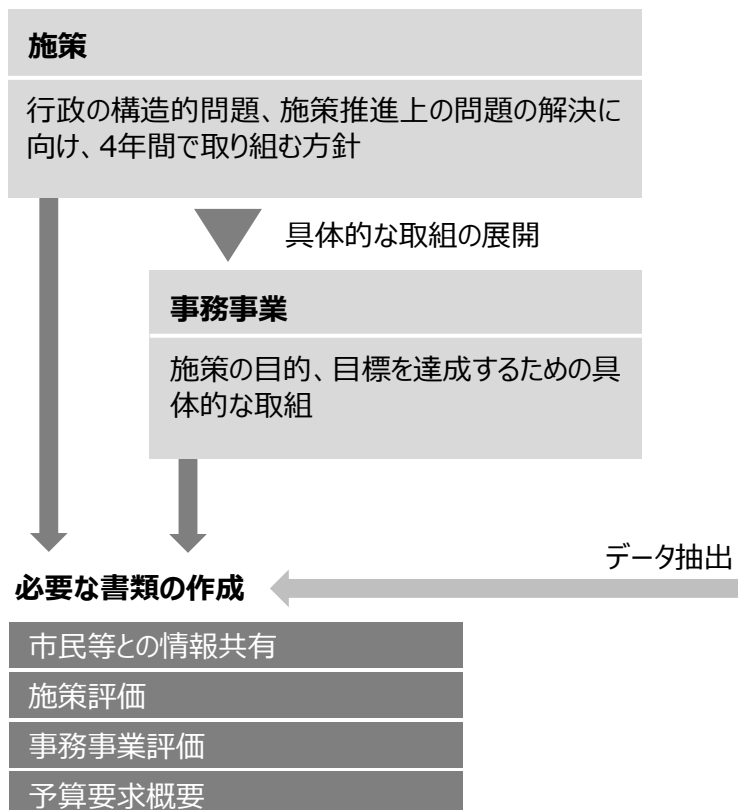 施策
行政の構造的問題、施策推進上の問題の解決に
向け、4年間で取り組む方針
具体的な取組の展開
事務事業
施策の目的、目標を達成するための具
体的な取組
データ抽出
必要な書類の作成
市民等との情報共有
施策評価
事務事業評価
予算要求概要